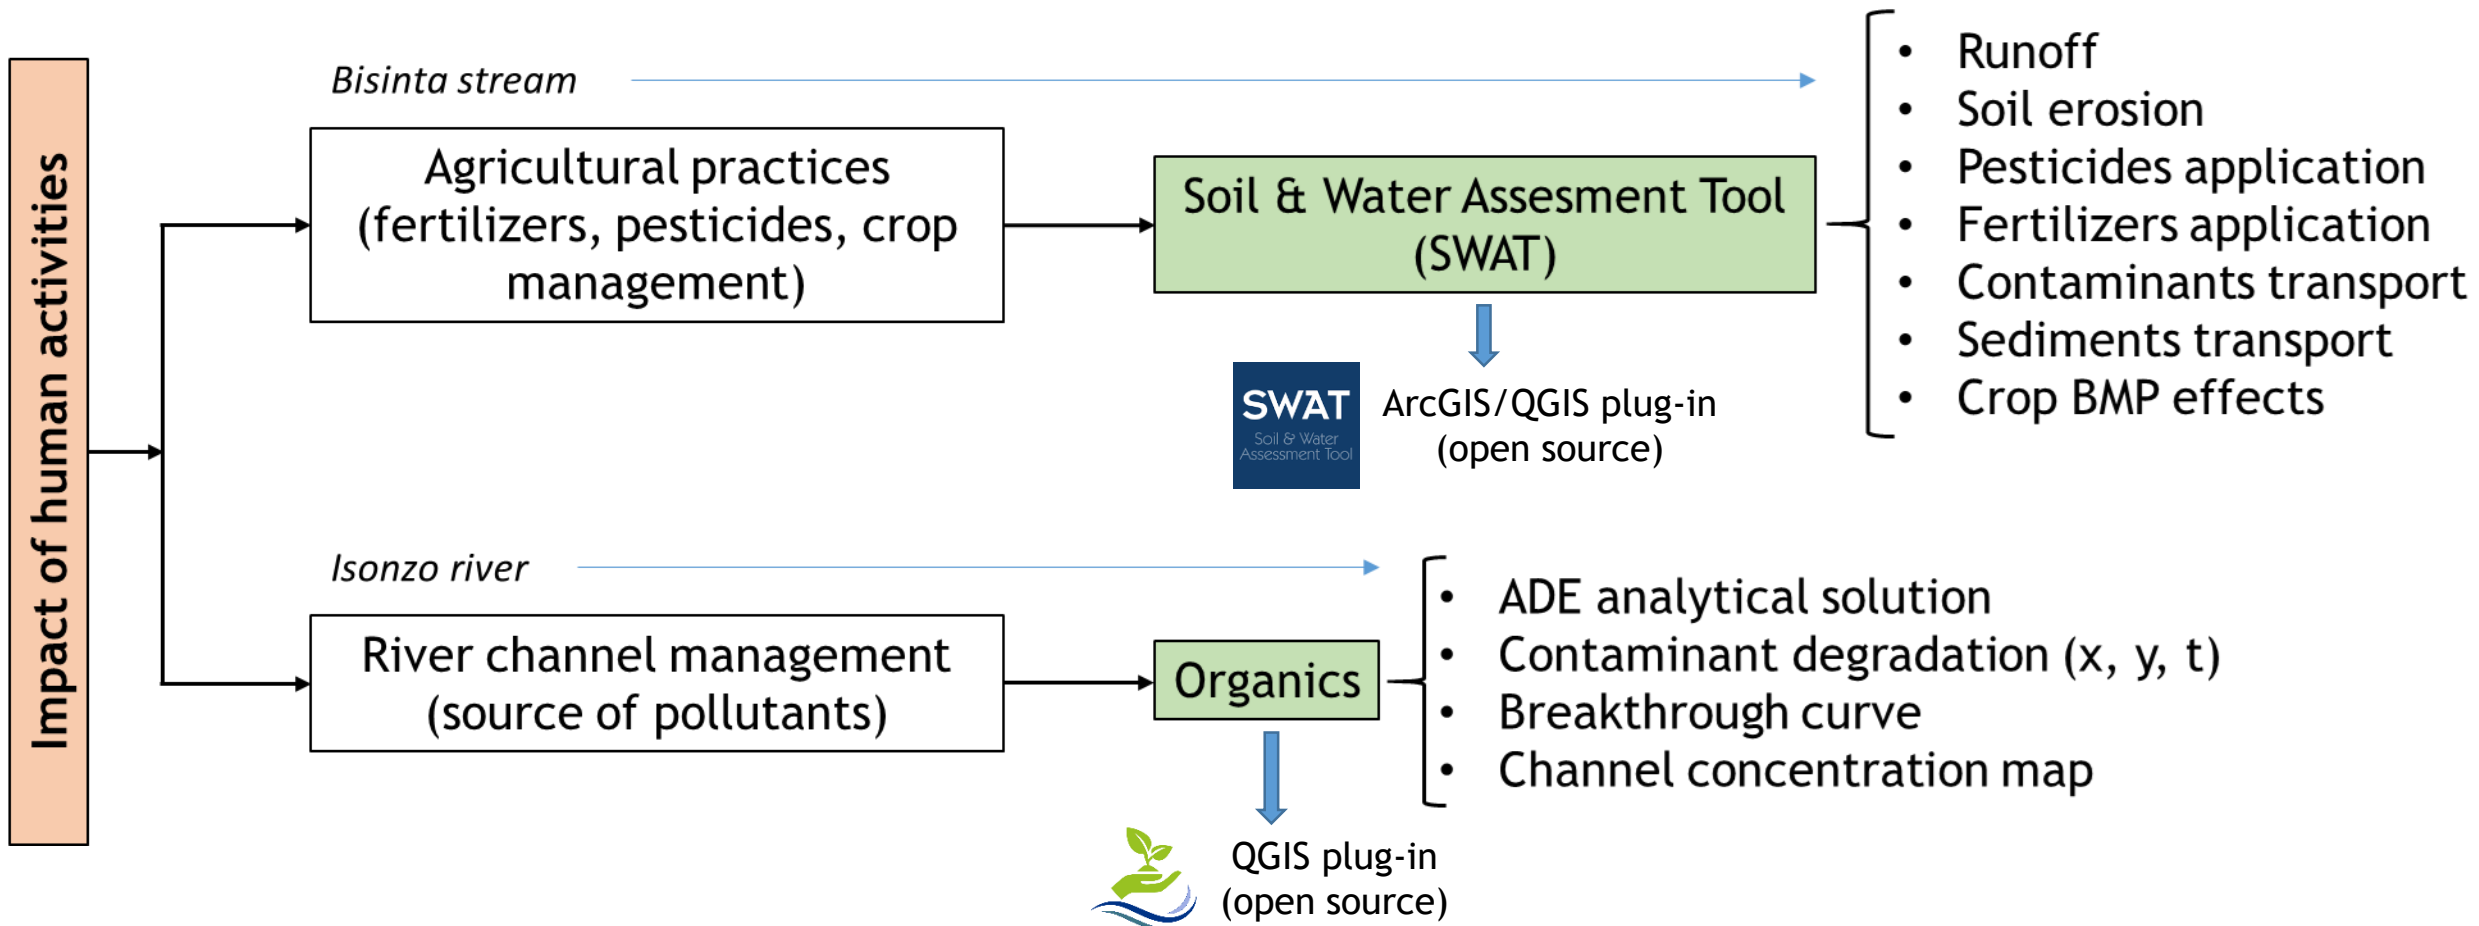 Impact of human activities
Bisinta stream
Agricultural practices
(fertilizers, pesticides, crop
management)
Soil & Water Assesment Tool
(SWAT)
• Runoff
• Soil erosion
• Pesticides application
• Fertilizers application
• Contaminants transport
• Sediments transport
• Crop BMP effects
SWAT
Soil & Water
Assessment Tool
ArcGIS/QGIS plug-in
(open source)
Isonzo river
River channel management
(source of pollutants)
Organics
• ADE analytical solution
• Contaminant degradation (x, y, t)
• Breakthrough curve
• Channel concentration map
QGIS plug-in
(open source)